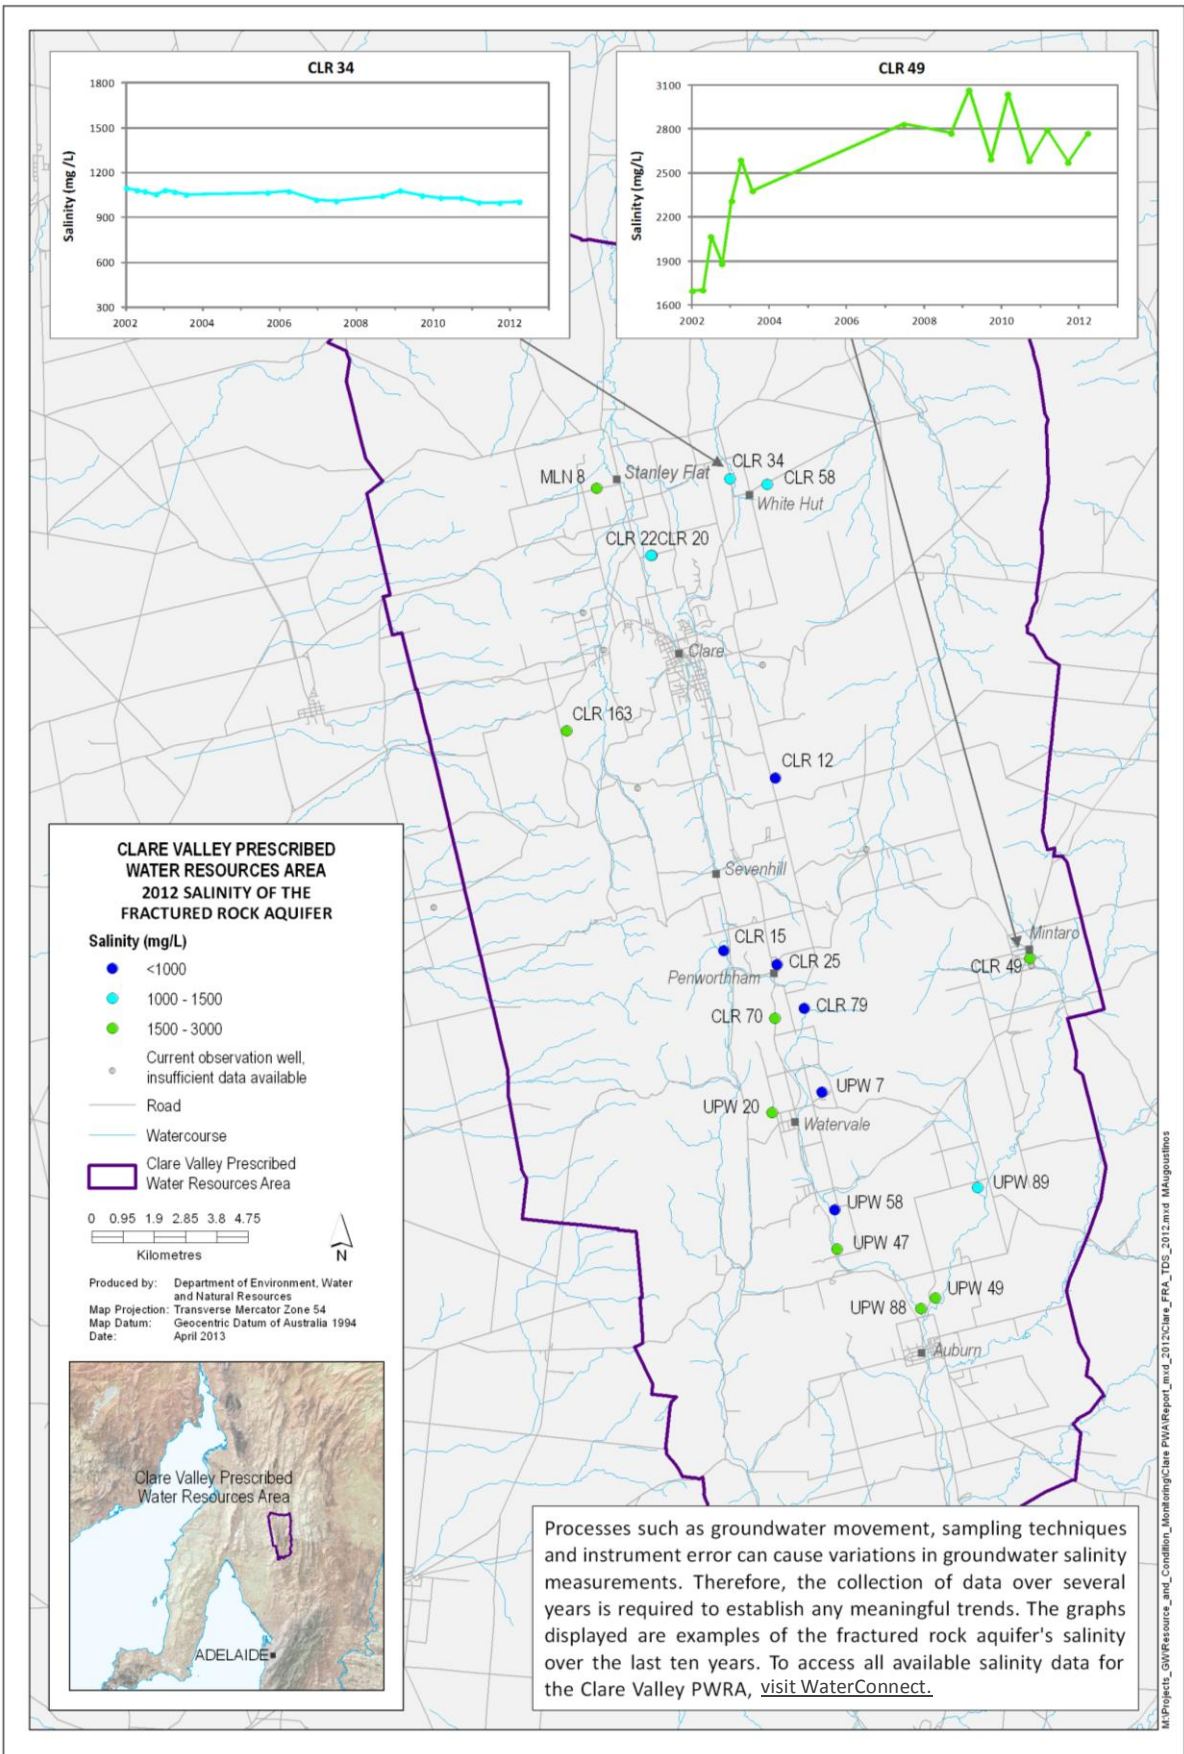 CLR 34
1800
1500
1200
900
600
300
Salinity (mg /L)
2002
2004
2006
2008
2010
2012
CLR 49
3100
2800
2500
2200
1900
1600
Salinity (mg/L)
2002
2004
2006
2008
2010
2012
MLN 8
Stanley Flat
CLR 34
CLR 58
White Hut
CLR 22CLR 20
Clare
CLR 163
CLR 12
Sevenhill
CLR 15
CLR 25
Penworthham
Mintaro
CLR 49
CLR 79
CLR 70
UPW 7
UPW 20
Watervale
UPW 89
UPW 58
UPW 47
UPW 49
UPW 88
Auburn
CLARE VALLEY PRESCRIBED
WATER RESOURCES AREA
2012 SALINITY OF THE
FRACTURED ROCK AQUIFER
Salinity (mg/L)
<1000
1000 - 1500
1500 - 3000
Current observation well,
insufficient data available
Road
Watercourse
Clare Valley Prescribed
Water Resources Area
0 0.95 1.9 2.85 3.8 4.75
Kilometres
N
Produced by: Department of Environment, Water
and Natural Resources
Map Projection: Transverse Mercator Zone 54
Map Datum: Geocentric Datum of Australia 1994
Date: April 2013
Clare Valley Prescribed
Water Resources Area
ADELAIDE
Processes such as groundwater movement, sampling techniques
and instrument error can cause variations in groundwater salinity
measurements. Therefore, the collection of data over several
years is required to establish any meaningful trends. The graphs
displayed are examples of the fractured rock aquifer's salinity
over the last ten years. To access all available salinity data for
the Clare Valley PWRA, visit WaterConnect.
M:\Projects_GW\Resource_and_Condition_Monitoring\Clare PWA\Report_mxd_2012\Clare_FRA_TDS_2012.mxd MAugoustinos